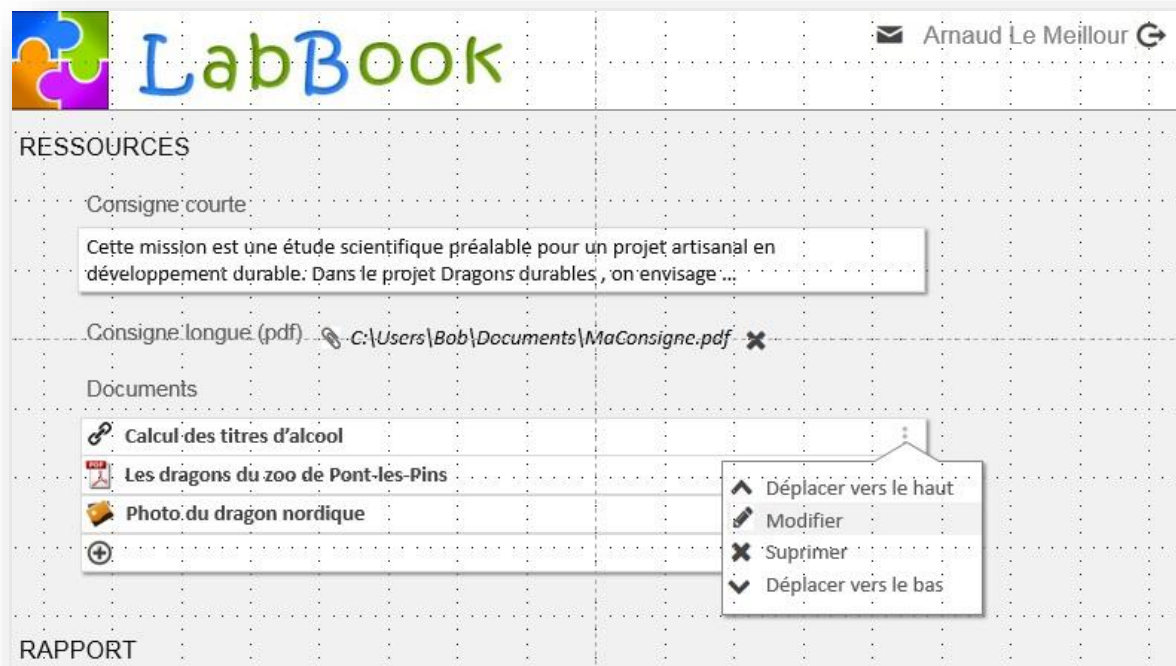 LabBook
Arnaud Le Meillour
RESSOURCES
Consigne courte
Cette mission est une étude scientifique préalable pour un projet artisanal en
développement durable. Dans le projet Dragons durables , on envisage ...
Consigne longue (pdf) C:\Users\Bob\Documents\MaConsigne.pdf
Documents
Calcul des titres d'alcool
PDF Les dragons du zoo de Pont-les-Pins
Photo du dragon nordique
Déplacer vers le haut
Modifier
Suprimer
Déplacer vers le bas
RAPPORT